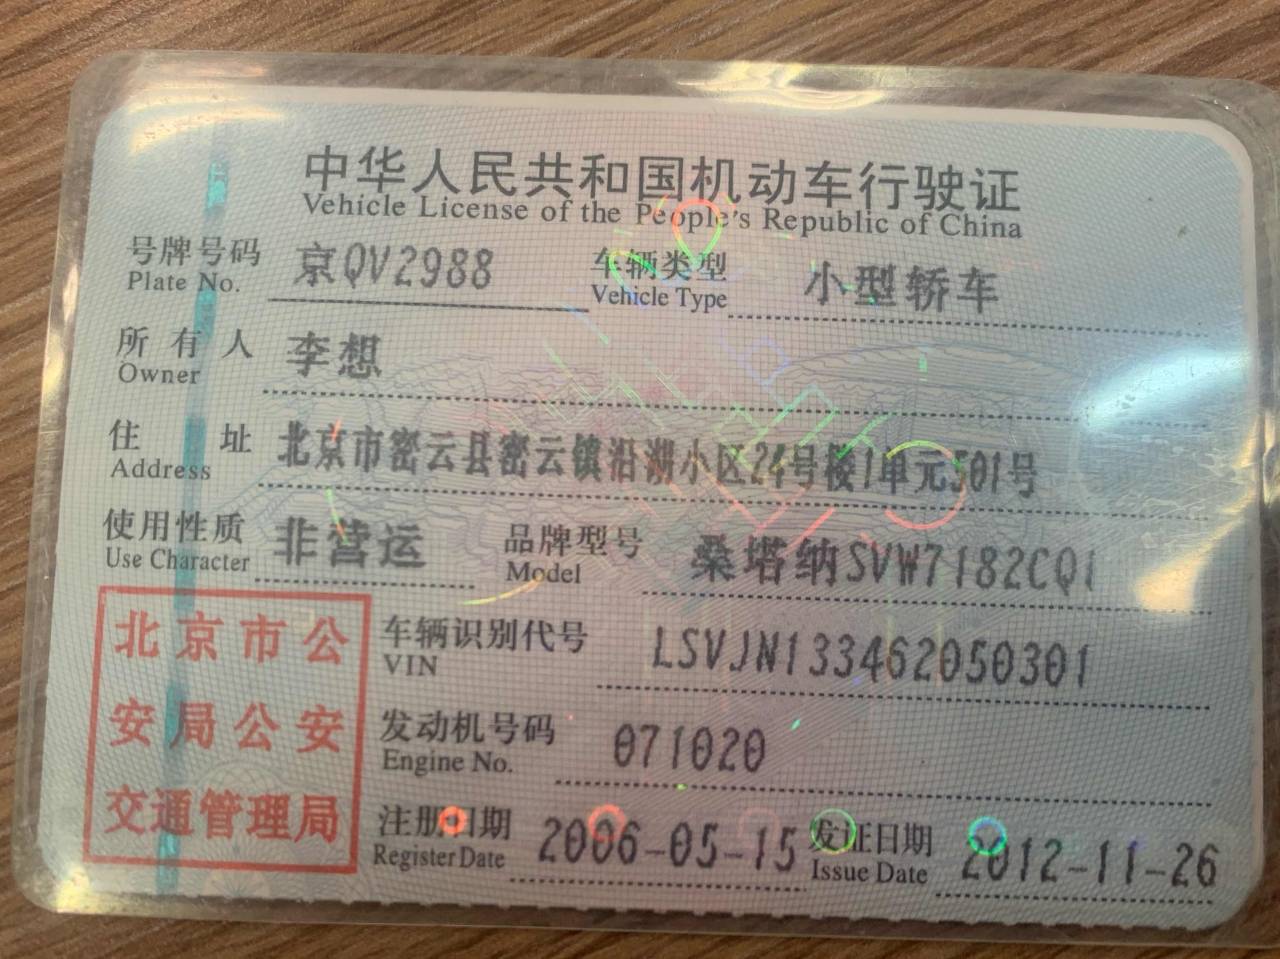 中华人民共和国机动车行驶证
Vehicle License of the People's Republic of China
号牌号码 京QV2988 车辆类型 小型轿车
Plate No. Vehicle Type
所有人 李想
Owner
住址 北京市密云县密云镇沿湖小区24号楼1单元501号
Address
使用性质 非营运 品牌型号 桑塔纳SVW7182CQI
Use Character Model
北京市公
安局公安
交通管理局
车辆识别代号 LSVJN133462050301
VIN
发动机号码 071020
Engine No.
注册日期 2006-05-15 发证日期 2012-11-26
Register Date Issue Date